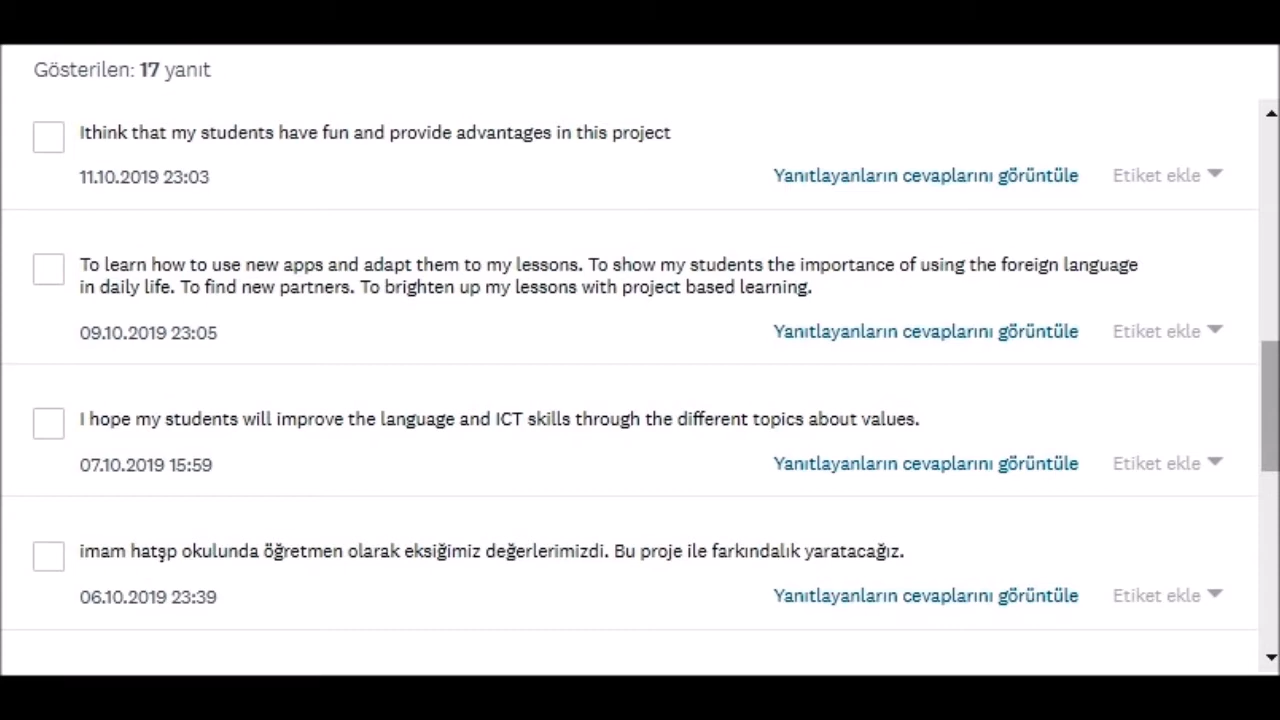 Gösterilen: 17 yanıt
Ithink that my students have fun and provide advantages in this project
11.10.2019 23:03
Yanıtlayanların cevaplarını görüntüle
Etiket ekle
To learn how to use new apps and adapt them to my lessons. To show my students the importance of using the foreign language
in daily life. To find new partners. To brighten up my lessons with project based learning.
09.10.2019 23:05
Yanıtlayanların cevaplarını görüntüle
Etiket ekle
I hope my students will improve the language and ICT skills through the different topics about values.
07.10.2019 15:59
Yanıtlayanların cevaplarını görüntüle
Etiket ekle
imam hatşp okulunda öğretmen olarak eksiğimiz değerlerimizdi. Bu proje ile farkındalık yaratacağız.
06.10.2019 23:39
Yanıtlayanların cevaplarını görüntüle
Etiket ekle